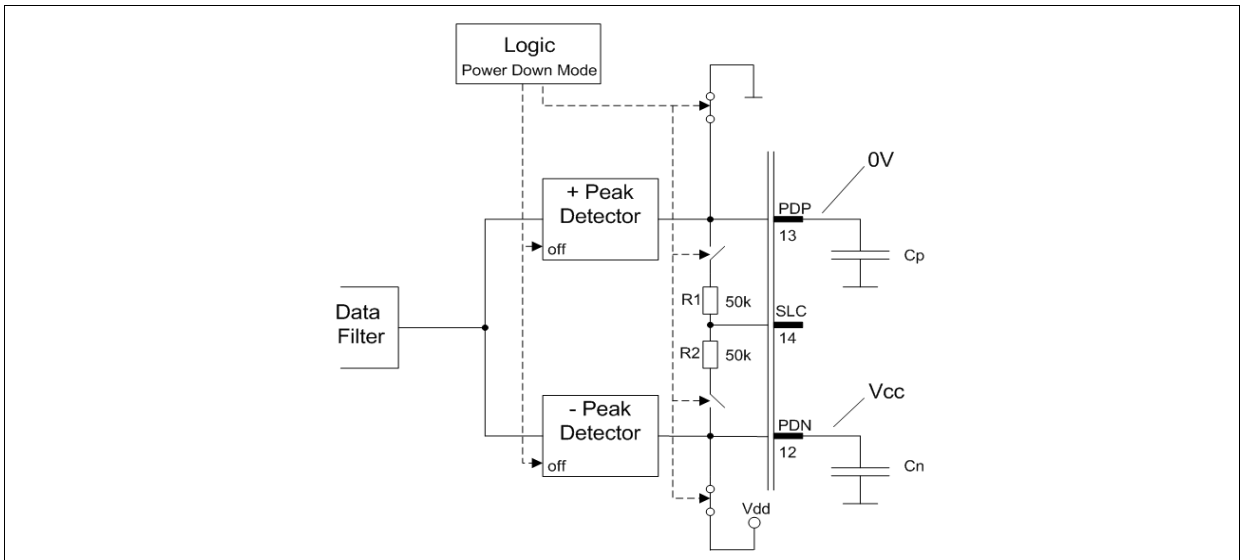 Logic
Power Down Mode
+ Peak
Detector
off
0V
PDP
13
Cp
R1
50k
SLC
14
Data
Filter
R2
50k
Vcc
- Peak
Detector
off
PDN
12
Cn
Vdd